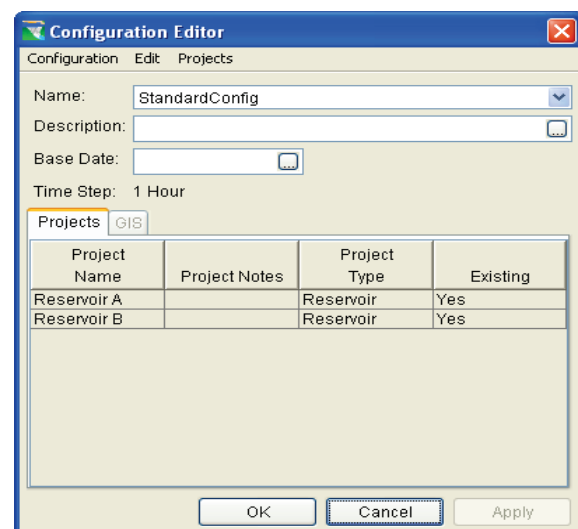 Configuration Editor
Configuration Edit Projects
Name: StandardConfig
Description: ...
Base Date: ...
Time Step: 1 Hour
Projects GIS
Project Name Project Notes Project Type Existing
Reservoir A Reservoir Yes
Reservoir B Reservoir Yes
OK Cancel Apply